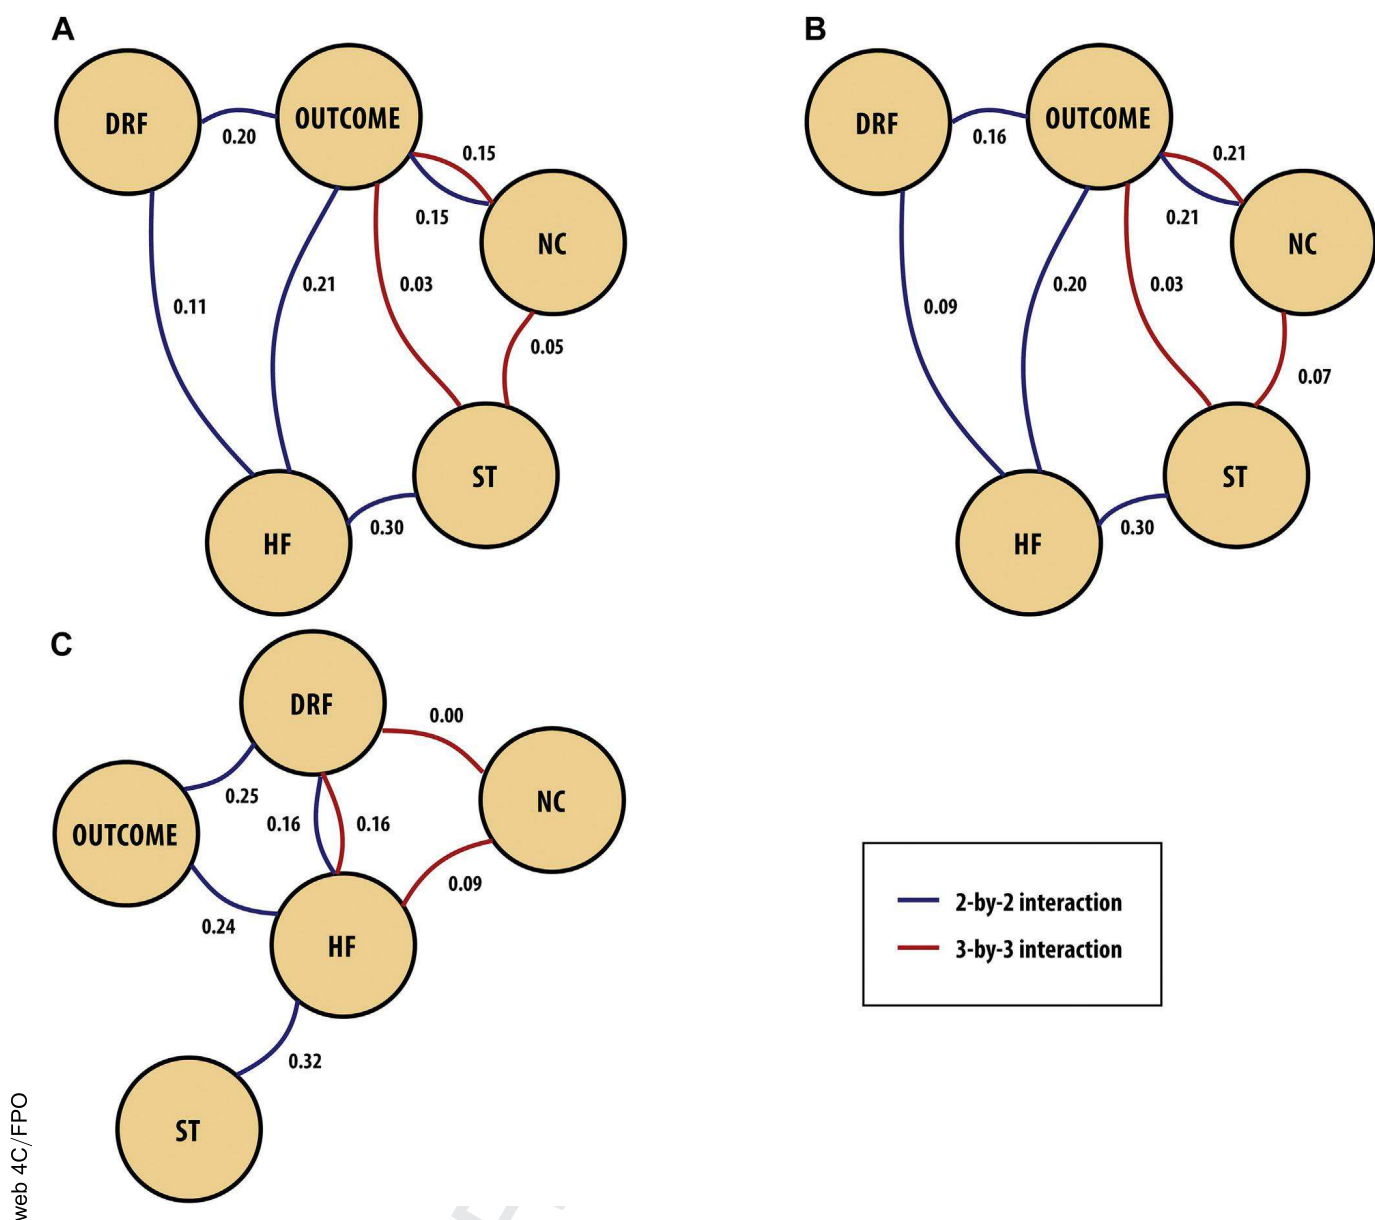 A
B
DRF
OUTCOME
0.20
0.15
0.15
NC
0.11
0.21
0.03
0.05
ST
HF
0.30
DRF
OUTCOME
0.16
0.21
0.21
NC
0.09
0.20
0.03
0.07
ST
HF
0.30
C
DRF
0.00
NC
OUTCOME
0.25
0.16
0.16
0.09
0.24
HF
0.32
ST
2-by-2 interaction
3-by-3 interaction
web 4C/FPO